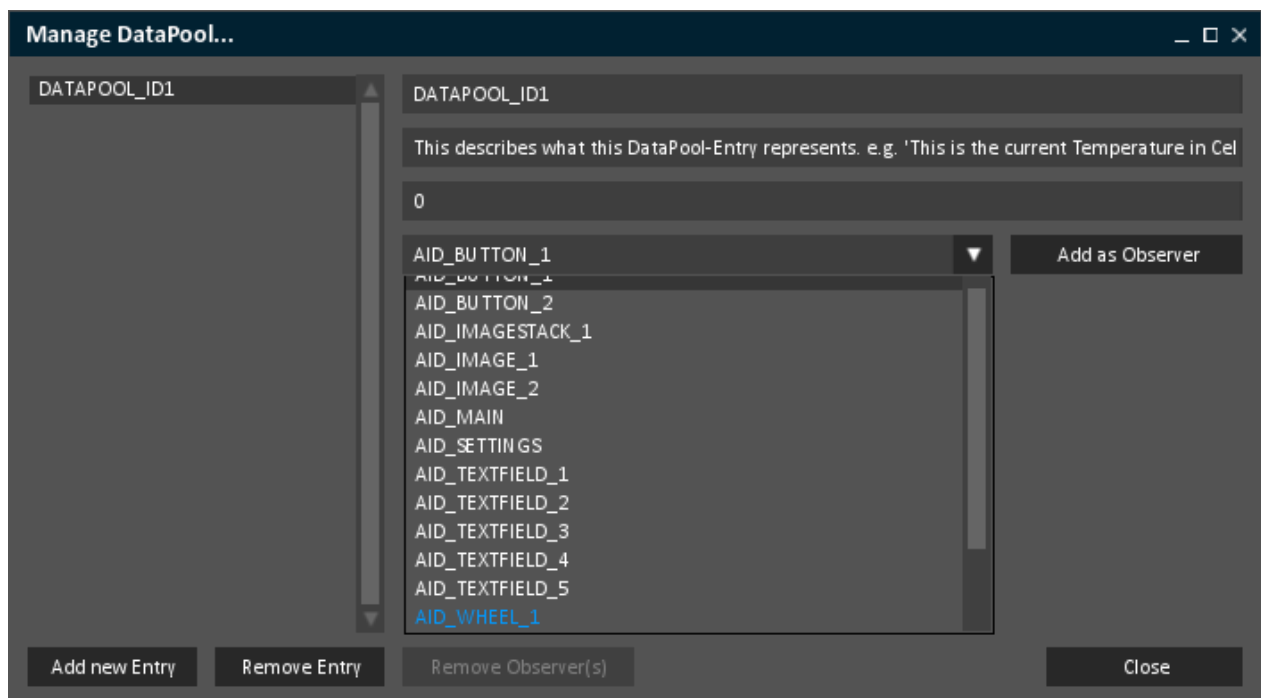 Manage DataPool...
DATAPOOL_ID1
DATAPOOL_ID1
This describes what this DataPool-Entry represents. e.g. 'This is the current Temperature in Cel
0
AID_BUTTON_1
Add as Observer
AID_BUTTON_1
AID_BUTTON_2
AID_IMAGESTACK_1
AID_IMAGE_1
AID_IMAGE_2
AID_MAIN
AID_SETTINGS
AID_TEXTFIELD_1
AID_TEXTFIELD_2
AID_TEXTFIELD_3
AID_TEXTFIELD_4
AID_TEXTFIELD_5
AID_WHEEL_1
Add new Entry
Remove Entry
Remove Observer(s)
Close